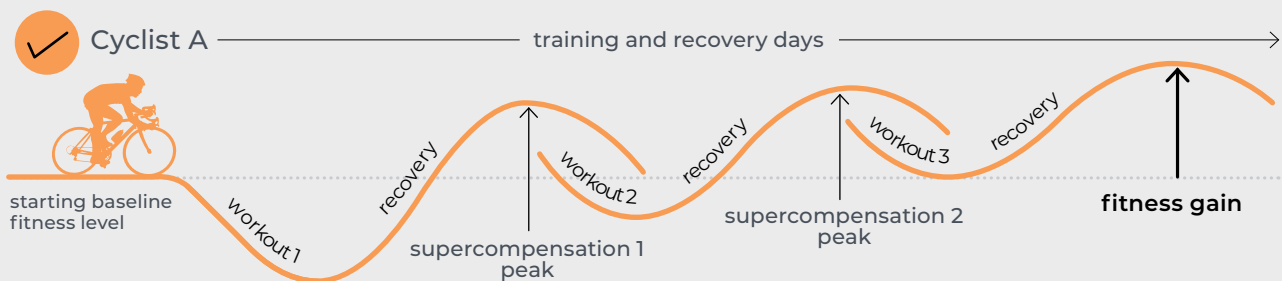 Cyclist A
training and recovery days
starting baseline
fitness level
workout 1
recovery
supercompensation 1
peak
workout 2
recovery
supercompensation 2
peak
workout 3
recovery
fitness gain